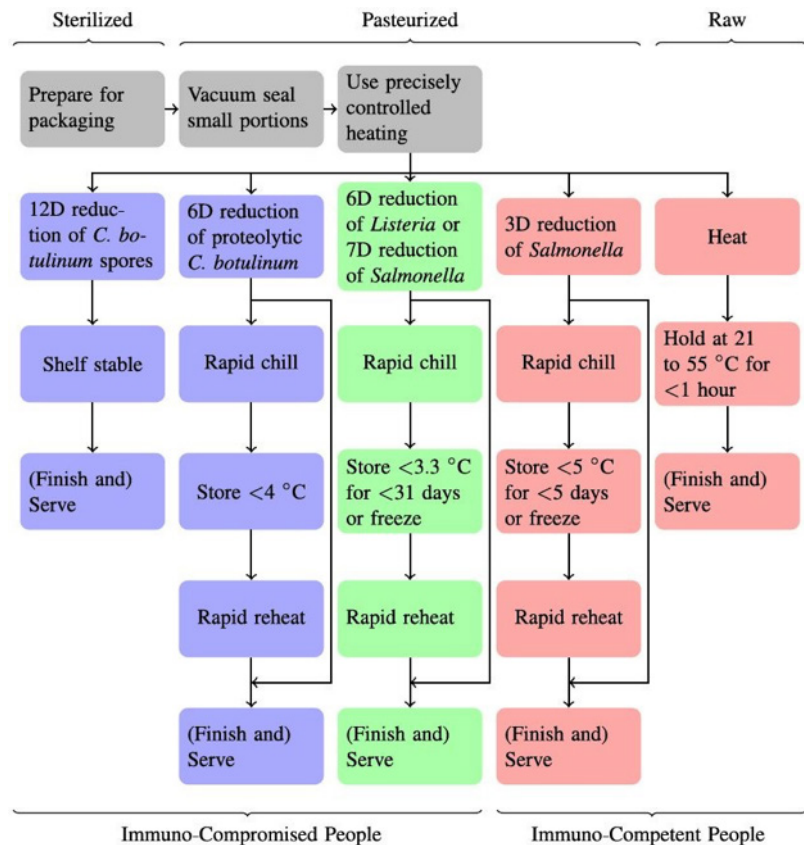 Sterilized
Pasteurized
Raw
Prepare for
packaging
Vacuum seal
small portions
Use precisely
controlled
heating
12D reduc-
tion of C. bo-
tulinum spores
6D reduction
of proteolytic
C. botulinum
6D reduction
of Listeria or
7D reduction
of Salmonella
3D reduction
of Salmonella
Heat
Shelf stable
Rapid chill
Rapid chill
Rapid chill
Hold at 21
to 55 °C for
<1 hour
(Finish and)
Serve
Store <4 °C
Store <3.3 °C
for <31 days
or freeze
Store <5 °C
for <5 days
or freeze
(Finish and)
Serve
Rapid reheat
Rapid reheat
Rapid reheat
(Finish and)
Serve
(Finish and)
Serve
(Finish and)
Serve
Immuno-Compromised People
Immuno-Competent People